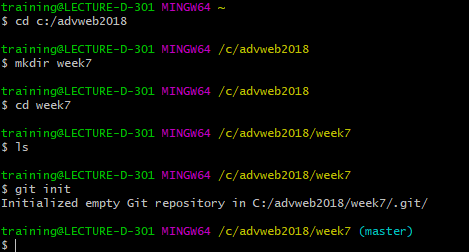 training@LECTURE-D-301 MINGW64 ~
$ cd c:/advweb2018
training@LECTURE-D-301 MINGW64 /c/advweb2018
$ mkdir week7
training@LECTURE-D-301 MINGW64 /c/advweb2018
$ cd week7
training@LECTURE-D-301 MINGW64 /c/advweb2018/week7
$ ls
training@LECTURE-D-301 MINGW64 /c/advweb2018/week7
$ git init
Initialized empty Git repository in C:/advweb2018/week7/.git/
training@LECTURE-D-301 MINGW64 /c/advweb2018/week7 (master)
$